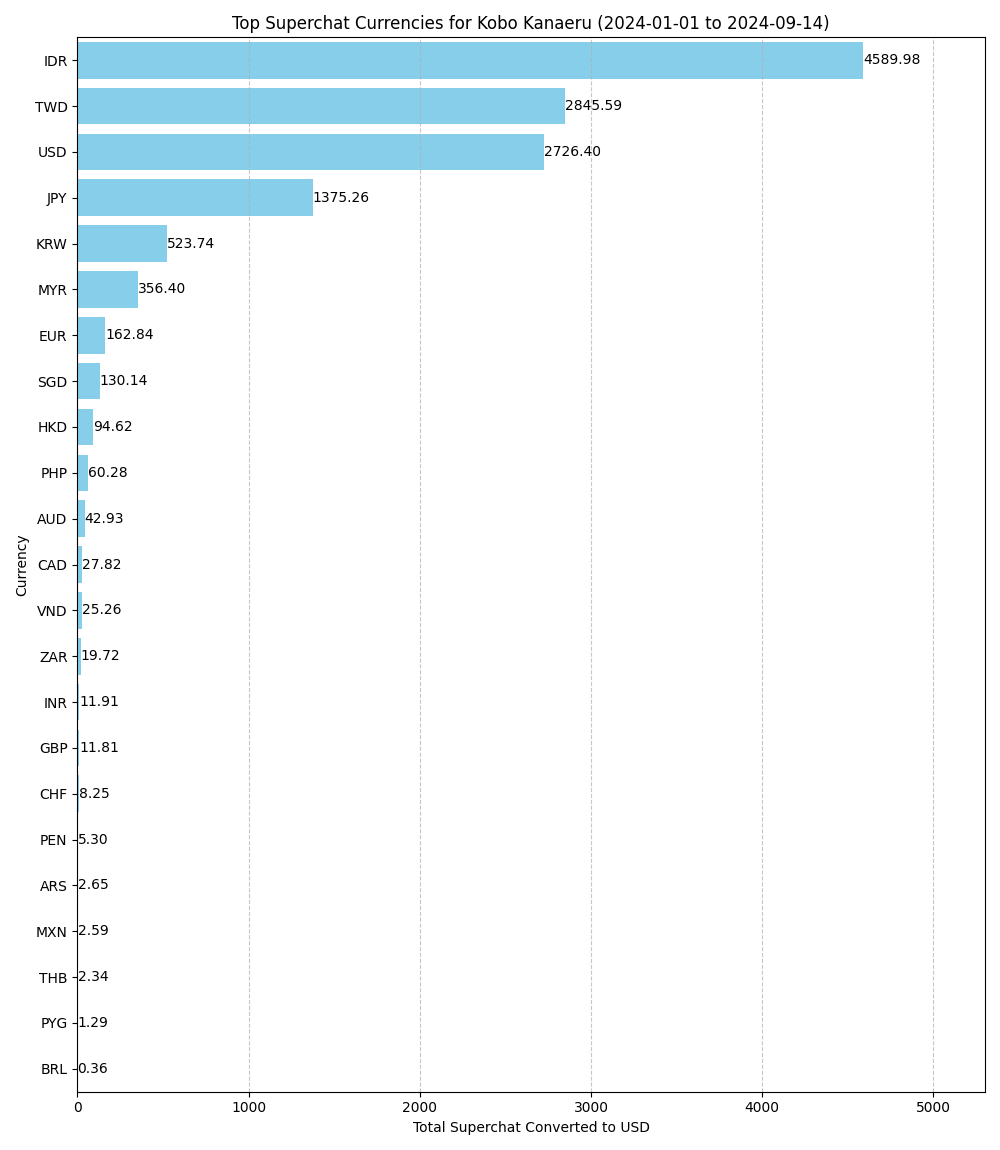 Top Superchat Currencies for Kobo Kanaeru (2024-01-01 to 2024-09-14)
IDR 4589.98
TWD 2845.59
USD 2726.40
JPY 1375.26
KRW 523.74
MYR 356.40
EUR 162.84
SGD 130.14
HKD 94.62
PHP 60.28
AUD 42.93
Currency
CAD 27.82
VND 25.26
ZAR 19.72
INR 11.91
GBP 11.81
CHF 8.25
PEN 5.30
ARS 2.65
MXN 2.59
THB 2.34
PYG 1.29
BRL 0.36
0 1000 2000 3000 4000 5000
Total Superchat Converted to USD